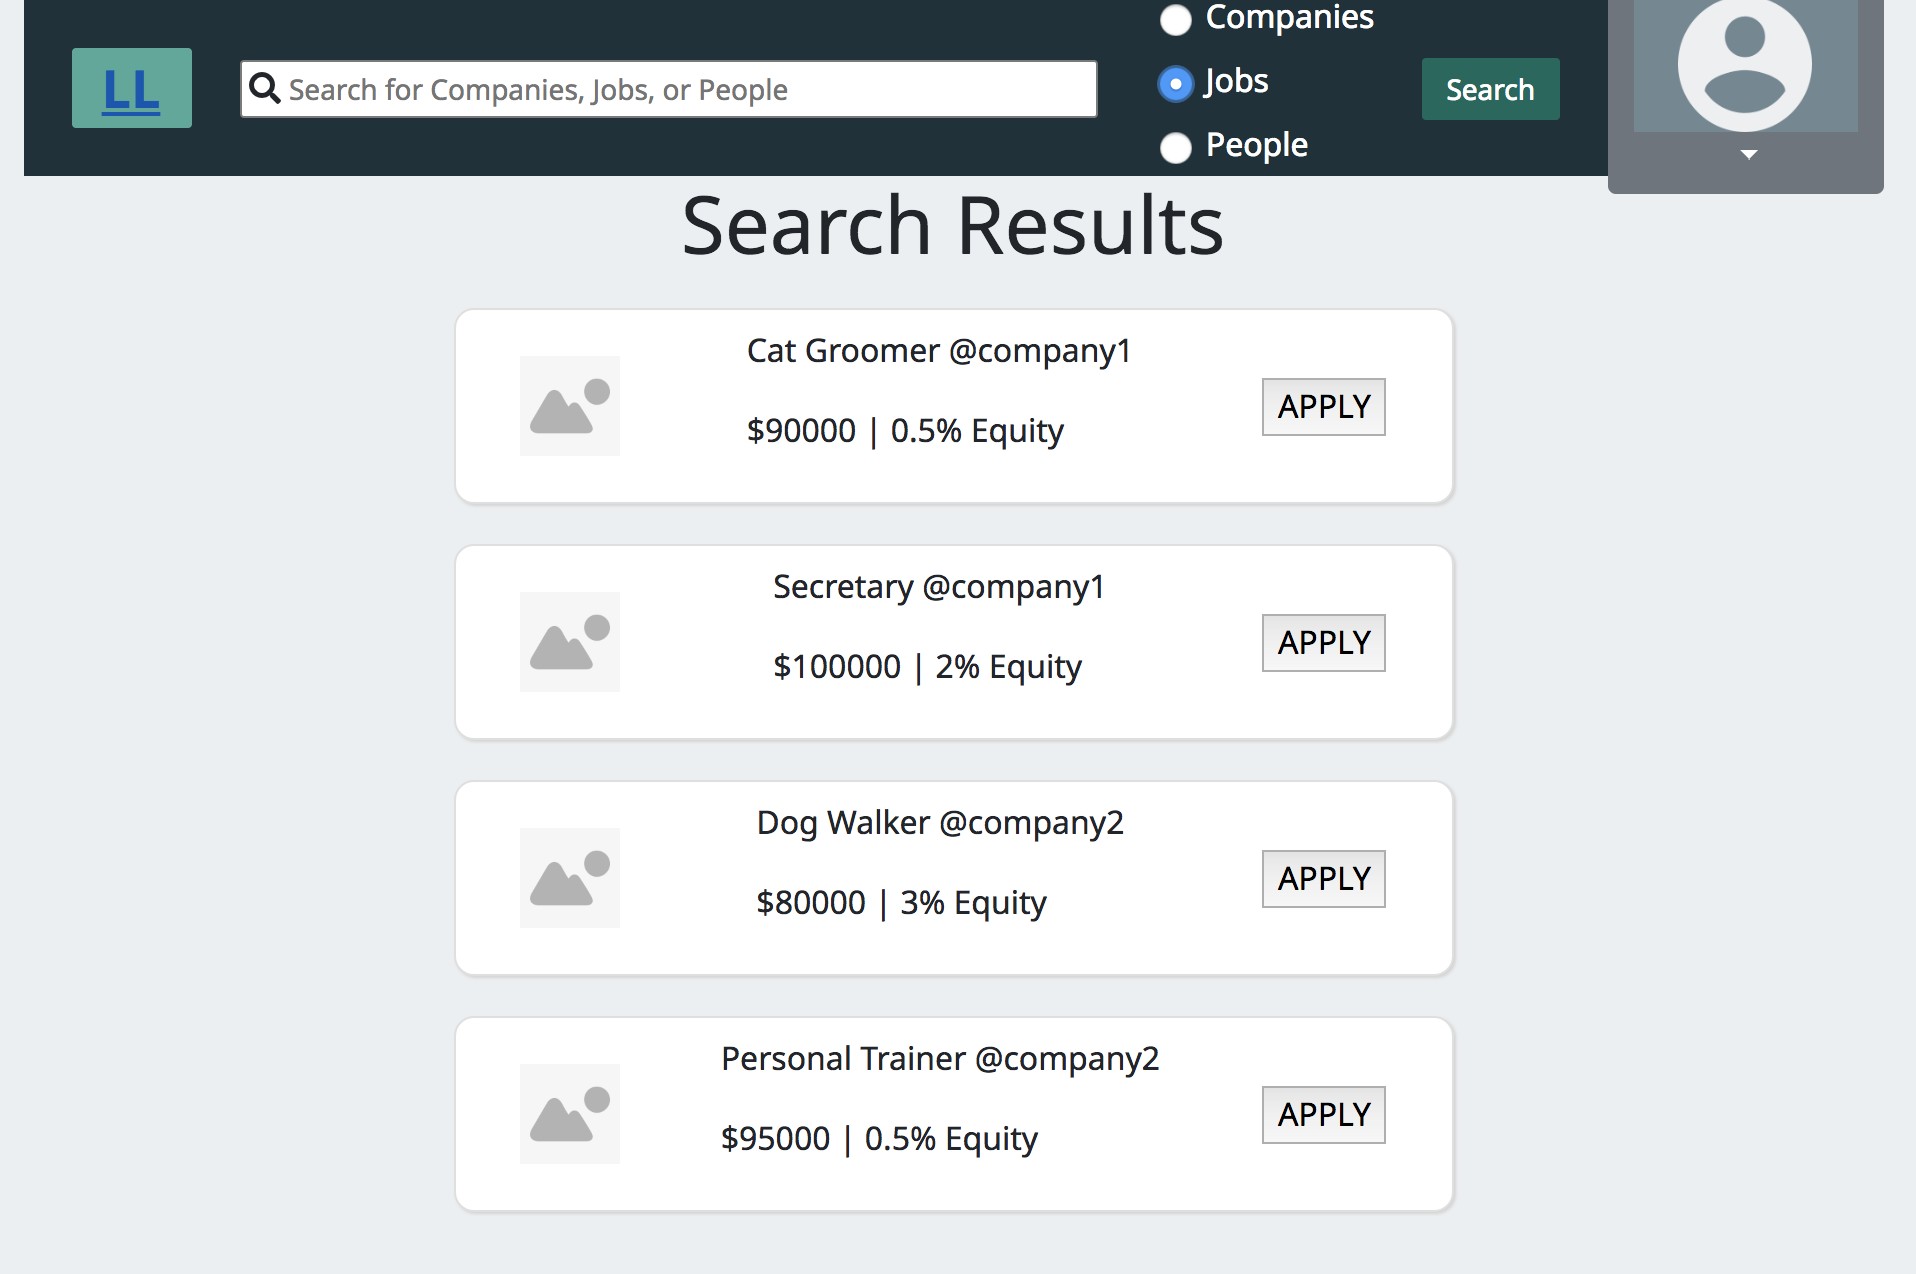 Companies
LL
Search for Companies, Jobs, or People
Jobs
Search
People
Search Results
Cat Groomer @company1
$90000 | 0.5% Equity
APPLY
Secretary @company1
$100000 | 2% Equity
APPLY
Dog Walker @company2
$80000 | 3% Equity
APPLY
Personal Trainer @company2
$95000 | 0.5% Equity
APPLY